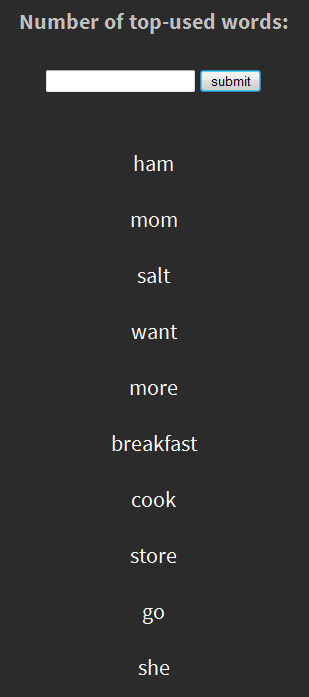 Number of top-used words:
submit
ham
mom
salt
want
more
breakfast
cook
store
go
she